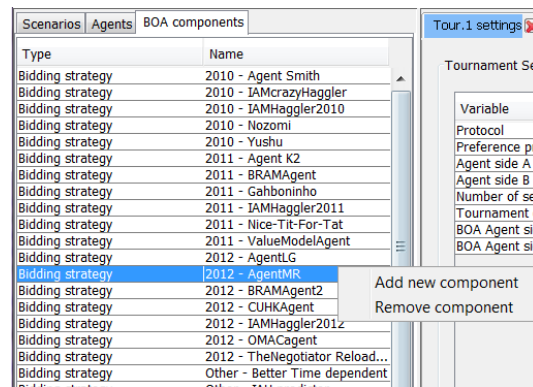 Scenarios Agents BOA components
Type Name
Bidding strategy 2010 - Agent Smith
Bidding strategy 2010 - IAMcrazyHaggler
Bidding strategy 2010 - IAMHaggler2010
Bidding strategy 2010 - Nozomi
Bidding strategy 2010 - Yushu
Bidding strategy 2011 - Agent K2
Bidding strategy 2011 - BRAMAgent
Bidding strategy 2011 - Gahboninho
Bidding strategy 2011 - IAMHaggler2011
Bidding strategy 2011 - Nice-Tit-For-Tat
Bidding strategy 2011 - ValueModelAgent
Bidding strategy 2012 - AgentLG
Bidding strategy 2012 - AgentMR
Bidding strategy 2012 - BRAMAgent2
Bidding strategy 2012 - CUHKAgent
Bidding strategy 2012 - IAMHaggler2012
Bidding strategy 2012 - OMACagent
Bidding strategy 2012 - TheNegotiator Reload...
Bidding strategy Other - Better Time dependent
Bidding strategy
Add new component
Remove component
Tour.1 settings
Tournament Se
Variable
Protocol
Preference p
Agent side A
Agent side B
Number of se
Tournament
BOA Agent si
BOA Agent si